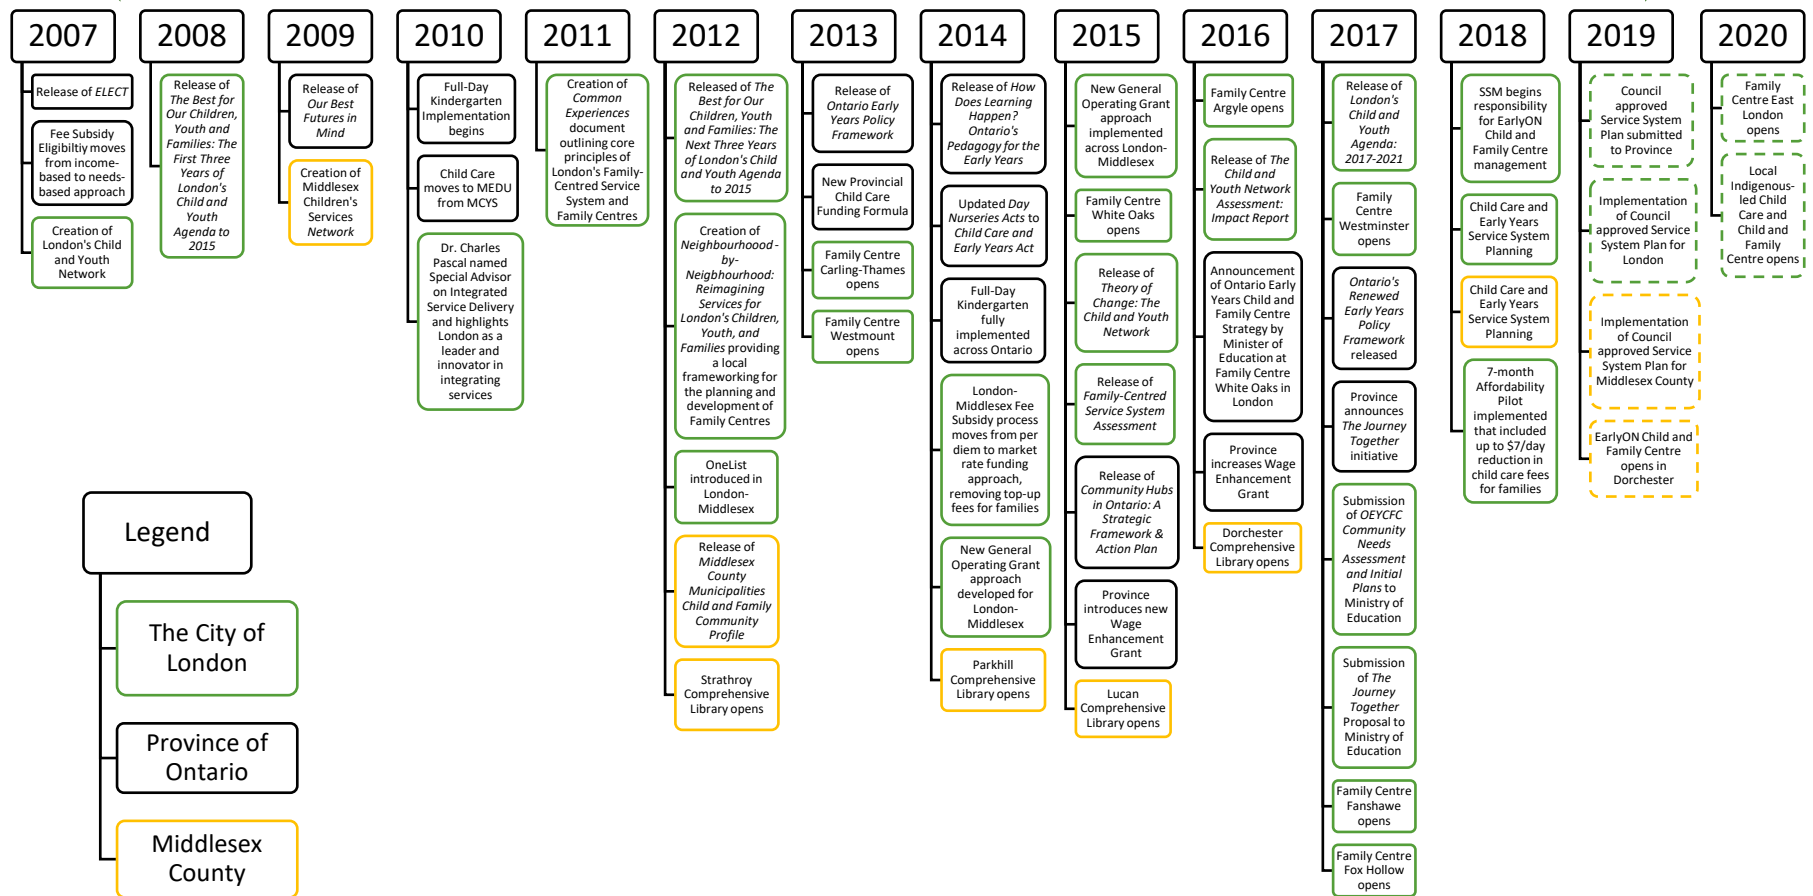 2007
Release of ELECT
Fee Subsidy
Eligibiltiy moves
from income-
based to needs-
based approach
Creation of
London's Child
and Youth
Network
2008
Release of
The Best for
Our Children,
Youth and
Families: The
First Three
Years of
London's
Child and
Youth
Agenda to
2015
2009
Release of
Our Best
Futures in
Mind
Creation of
Middlesex
Children's
Services
Network
2010
Full-Day
Kindergarten
Implementation
begins
Child Care
moves to MEDU
from MCYS
Dr. Charles
Pascal named
Special Advisor
on Integrated
Service Delivery
and highlights
London as a
leader and
innovator in
integrating
services
2011
Creation of
Common
Experiences
document
outlining core
principles of
London's Family-
Centred Service
System and
Family Centres
2012
Released of The
Best for Our
Children, Youth
and Families: The
Next Three Years
of London's Child
and Youth Agenda
to 2015
Creation of
Neighbourhoood-
by-
Neigbhourhood:
Reimagining
Services for
London's Children,
Youth, and
Families providing
a local
frameworking for
the planning and
development of
Family Centres
OneList
introduced in
London-
Middlesex
Release of
Middlesex
County
Municipalities
Child and Family
Community
Profile
Strathroy
Comprehensive
Library opens
2013
Release of
Ontario Early
Years Policy
Framework
New Provincial
Child Care
Funding Formula
Family Centre
Carling-Thames
opens
Family Centre
Westmount
opens
2014
Release of How
Does Learning
Happen?
Ontario's
Pedagogy for the
Early Years
Updated Day
Nurseries Acts to
Child Care and
Early Years Act
Full-Day
Kindergarten
fully
implemented
across Ontario
London-
Middlesex Fee
Subsidy process
moves from per
diem to market
rate funding
approach,
removing top-up
fees for families
New General
Operating Grant
approach
developed for
London-
Middlesex
Parkhill
Comprehensive
Library opens
2015
New General
Operating Grant
approach
implemented
across London-
Middlesex
Family Centre
White Oaks
opens
Release of
Theory of
Change: The
Child and Youth
Network
Release of
Family-Centred
Service System
Assessment
Release of
Community Hubs
in Ontario: A
Strategic
Framework &
Action Plan
Province
introduces new
Wage
Enhancement
Grant
Lucan
Comprehensive
Library opens
2016
Family Centre
Argyle opens
Release of The
Child and
Youth Network
Assessment:
Impact Report
Announcement
of Ontario Early
Years Child and
Family Centre
Strategy by
Minister of
Education at
Family Centre
White Oaks in
London
Province
increases Wage
Enhancement
Grant
Dorchester
Comprehensive
Library opens
2017
Release of
London's
Child and
Youth
Agenda:
2017-2021
Family
Centre
Westminster
opens
Ontario's
Renewed
Early Years
Policy
Framework
released
Province
announces
The Journey
Together
initiative
Submission
of OEYCFC
Community
Needs
Assessment
and Initial
Plans to
Ministry of
Education
Submission
of The
Journey
Together
Proposal to
Ministry of
Education
Family Centre
Fanshawe
opens
Family Centre
Fox Hollow
opens
2018
SSM begins
responsibility
for EarlyON
Child and
Family Centre
management
Child Care and
Early Years
Service System
Planning
Child Care and
Early Years
Service System
Planning
7-month
Affordability
Pilot
implemented
that included
up to $7/day
reduction in
child care fees
for families
2019
Council
approved
Service System
Plan submitted
to Province
Implementation
of Council
approved Service
System Plan for
London
Implementation
of Council
approved Service
System Plan for
Middlesex County
EarlyON Child and
Family Centre
opens in
Dorchester
2020
Family
Centre East
London
opens
Local
Indigenous-
led Child
Care and
Child and
Family
Centre opens
Legend
The City of
London
Province of
Ontario
Middlesex
County